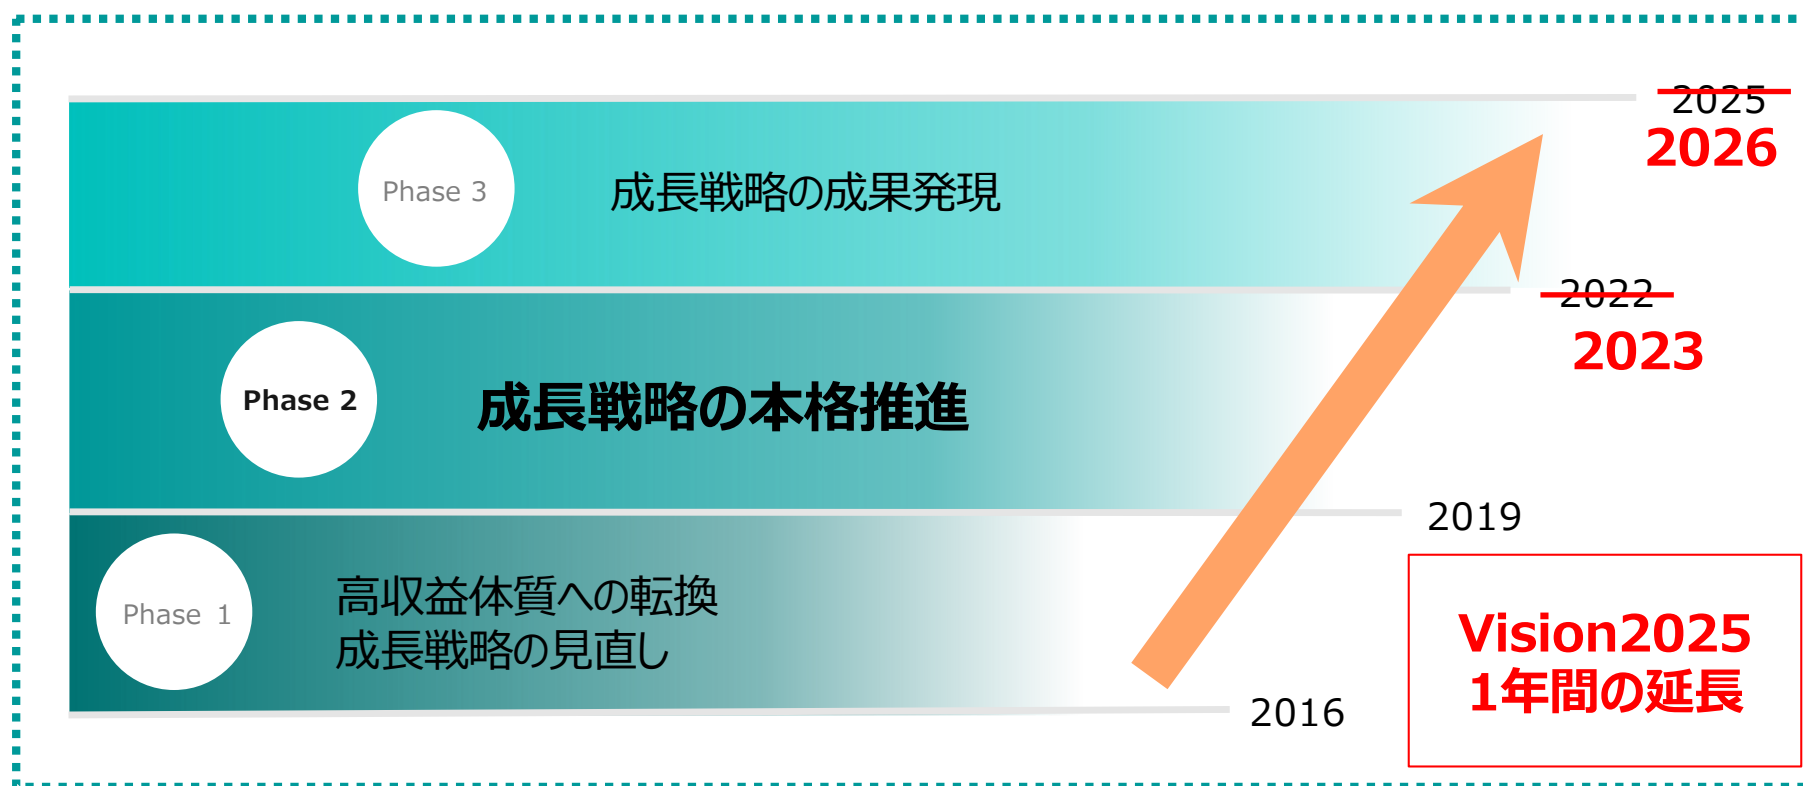 2025
2026
Phase 3
成長戦略の成果発現
2022
2023
Phase 2
成長戦略の本格推進
2019
Phase 1
高収益体質への転換
成長戦略の見直し
2016
Vision2025
1年間の延長